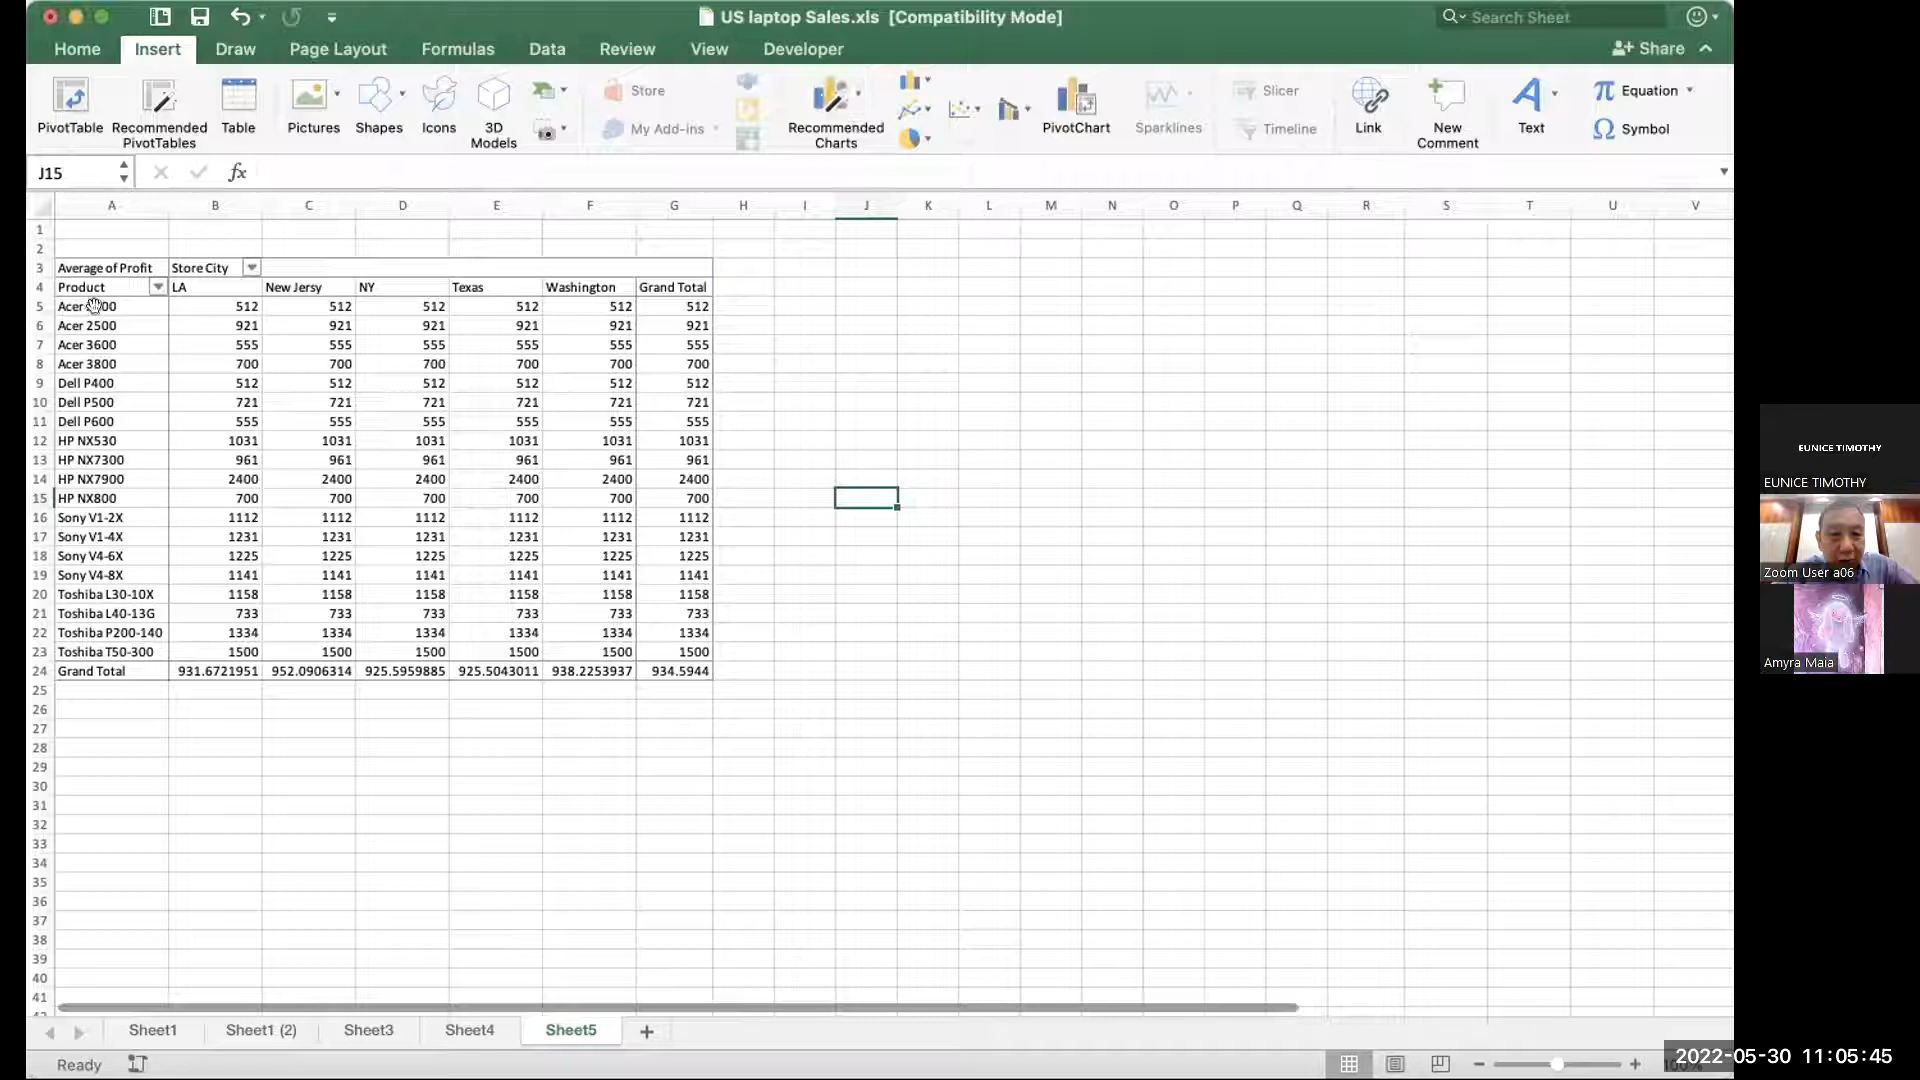 US laptop Sales.xls [Compatibility Mode]
Search Sheet
Home Insert Draw Page Layout Formulas Data Review View Developer Share
PivotTable
Recommended PivotTables
Table
Pictures
Shapes
Icons
3D Models
Store
My Add-ins
Recommended Charts
PivotChart
Sparklines
Slicer
Timeline
Link
New Comment
Text
Equation
Symbol
J15 fx
A B C D E F G H I J K L M N O P Q R S T U V
1
2
3 Average of Profit Store City
4 Product LA New Jersy NY Texas Washington Grand Total
5 Acer 512 512 512 512 512 512
6 Acer 2500 921 921 921 921 921 921
7 Acer 3600 555 555 555 555 555 555
8 Acer 3800 700 700 700 700 700 700
9 Dell P400 512 512 512 512 512 512
10 Dell P500 721 721 721 721 721 721
11 Dell P600 555 555 555 555 555 555
12 HP NX530 1031 1031 1031 1031 1031 1031
13 HP NX7300 961 961 961 961 961 961
14 HP NX7900 2400 2400 2400 2400 2400 2400
15 HP NX800 700 700 700 700 700 700
16 Sony V1-2X 1112 1112 1112 1112 1112 1112
17 Sony V1-4X 1231 1231 1231 1231 1231 1231
18 Sony V4-6X 1225 1225 1225 1225 1225 1225
19 Sony V4-8X 1141 1141 1141 1141 1141 1141
20 Toshiba L30-10X 1158 1158 1158 1158 1158 1158
21 Toshiba L40-13G 733 733 733 733 733 733
22 Toshiba P200-140 1334 1334 1334 1334 1334 1334
23 Toshiba T50-300 1500 1500 1500 1500 1500 1500
24 Grand Total 931.6721951 952.0906314 925.5959885 925.5043011 938.2253937 934.5944
25
26
27
28
29
30
31
32
33
34
35
36
37
38
39
40
41
Sheet1 Sheet1 (2) Sheet3 Sheet4 Sheet5
Ready
EUNICE TIMOTHY
EUNICE TIMOTHY
Zoom User a06
Amyra Maia
2022-05-30 11:05:45